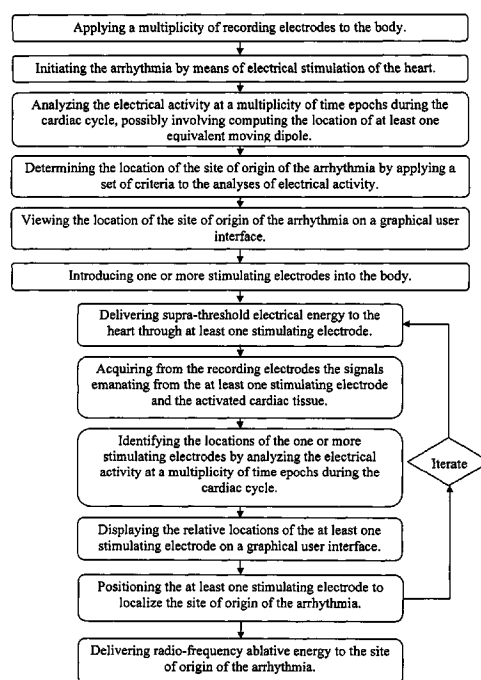 Applying a multiplicity of recording electrodes to the body.
Initiating the arrhythmia by means of electrical stimulation of the heart.
Analyzing the electrical activity at a multiplicity of time epochs during the
cardiac cycle, possibly involving computing the location of at least one
equivalent moving dipole.
Determining the location of the site of origin of the arrhythmia by applying a
set of criteria to the analyses of electrical activity.
Viewing the location of the site of origin of the arrhythmia on a graphical user
interface.
Introducing one or more stimulating electrodes into the body.
Delivering supra-threshold electrical energy to the
heart through at least one stimulating electrode.
Acquiring from the recording electrodes the signals
emanating from the at least one stimulating electrode
and the activated cardiac tissue.
Identifying the locations of the one or more
stimulating electrodes by analyzing the electrical
activity at a multiplicity of time epochs during the
cardiac cycle.
Iterate
Displaying the relative locations of the at least one
stimulating electrode on a graphical user interface.
Positioning the at least one stimulating electrode to
localize the site of origin of the arrhythmia.
Delivering radio-frequency ablative energy to the site
of origin of the arrhythmia.